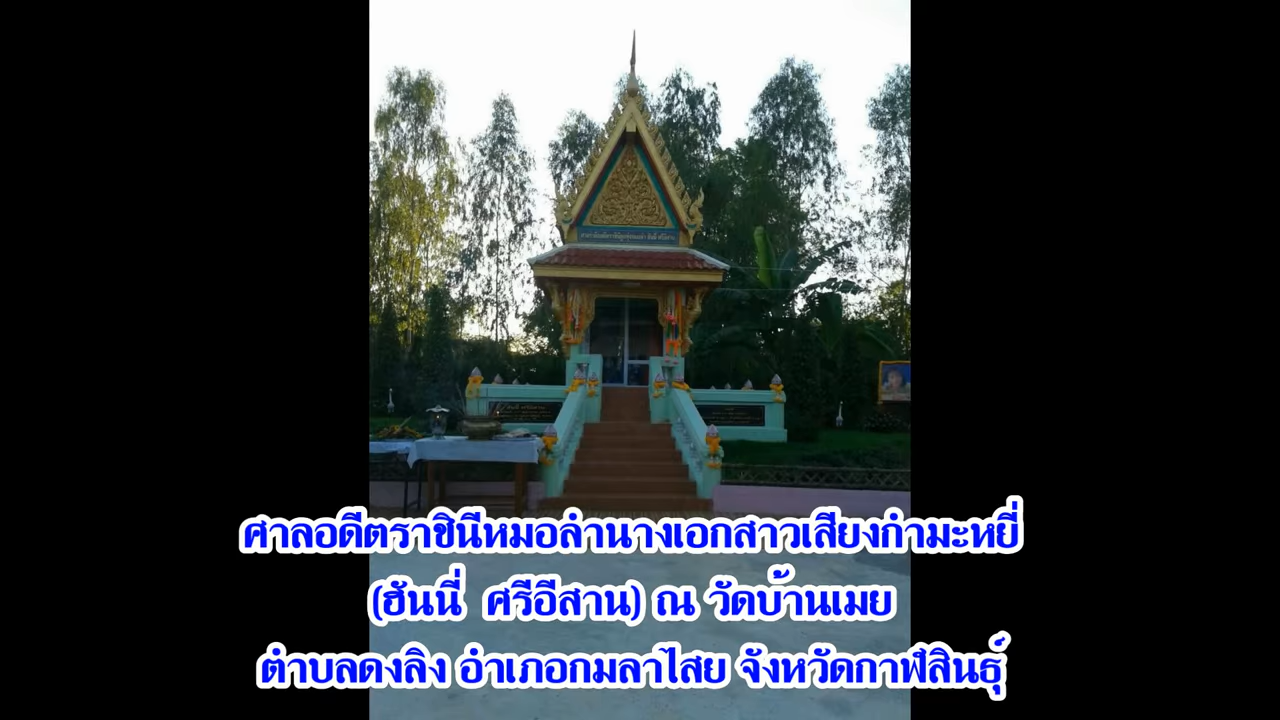 ศาลอดีตราชินีหมอลำนางเอกสาวเสียงกำมะหยี่
(ฮันนี่ ศรีอีสาน) ณ วัดบ้านเมย
ตำบลดงลิง อำเภอกมลาไสย จังหวัดกาฬสินธุ์